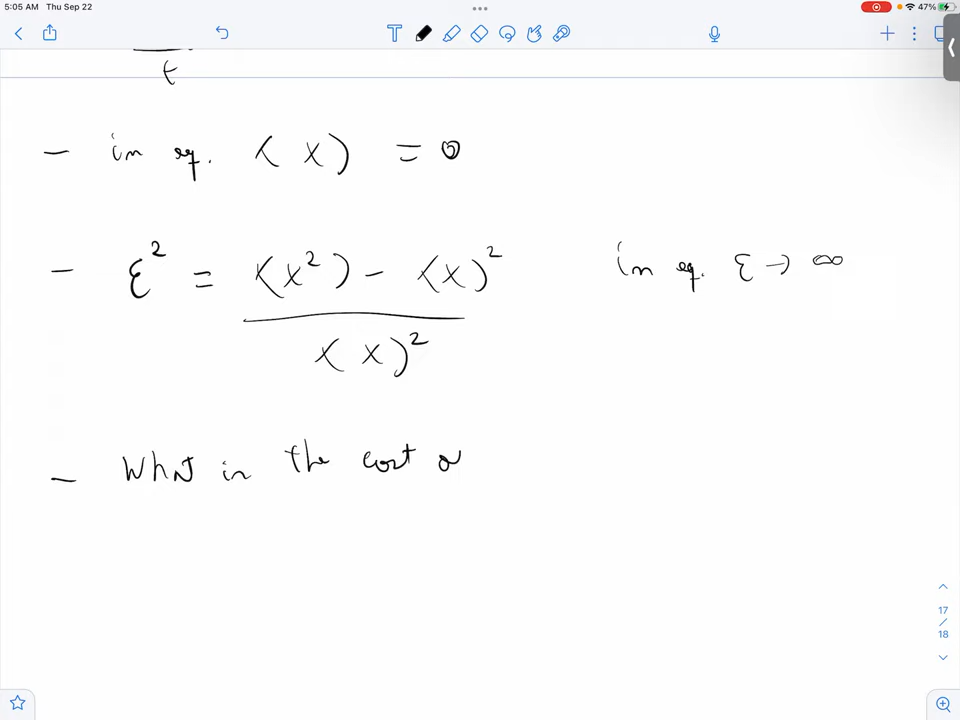 5:05 AM Thu Sep 22
47%
t
- in eq. ⟨X⟩ = 0
- ε² = (⟨X²⟩ - ⟨X⟩²) / ⟨X⟩² in eq. ε → ∞
- What is the cost o
17
/
18